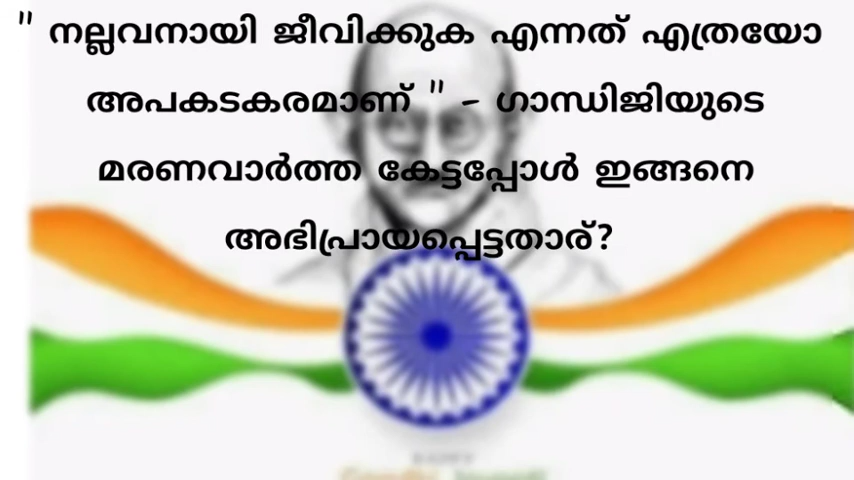 " നല്ലവനായി ജീവിക്കുക എന്നത് എത്രയോ
അപകടകരമാണ് " - ഗാന്ധിജിയുടെ
മരണവാർത്ത കേട്ടപ്പോൾ ഇങ്ങനെ
അഭിപ്രായപ്പെട്ടതാര്?